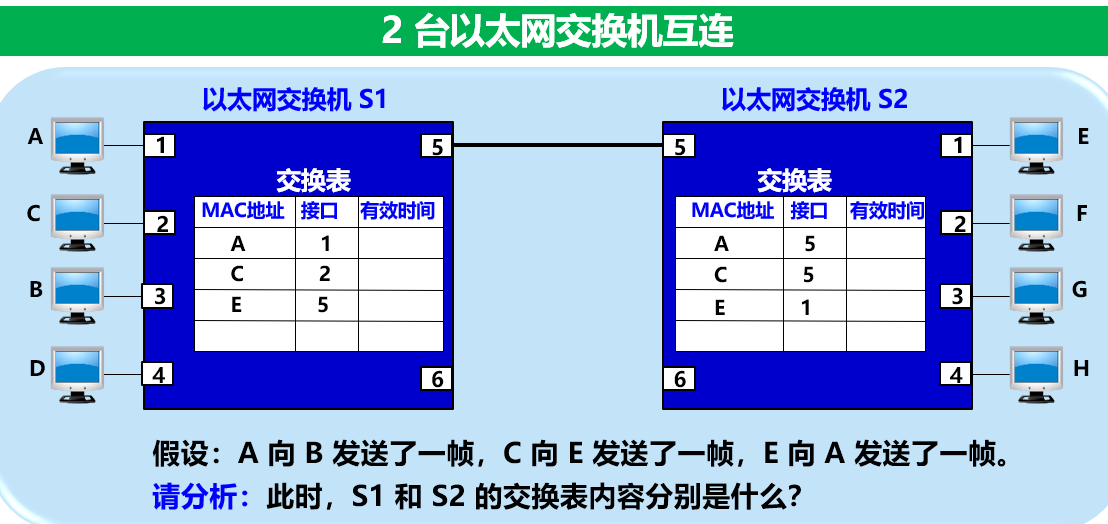 2 台以太网交换机互连
以太网交换机 S1
以太网交换机 S2
A
1
5
5
1
E
交换表
交换表
MAC地址 接口 有效时间
MAC地址 接口 有效时间
C
2
2
F
A 1
A 5
C 2
C 5
B
3
E 5
E 1
3
G
D
4
6
6
4
H
假设：A 向 B 发送了一帧，C 向 E 发送了一帧，E 向 A 发送了一帧。
请分析：此时，S1 和 S2 的交换表内容分别是什么？